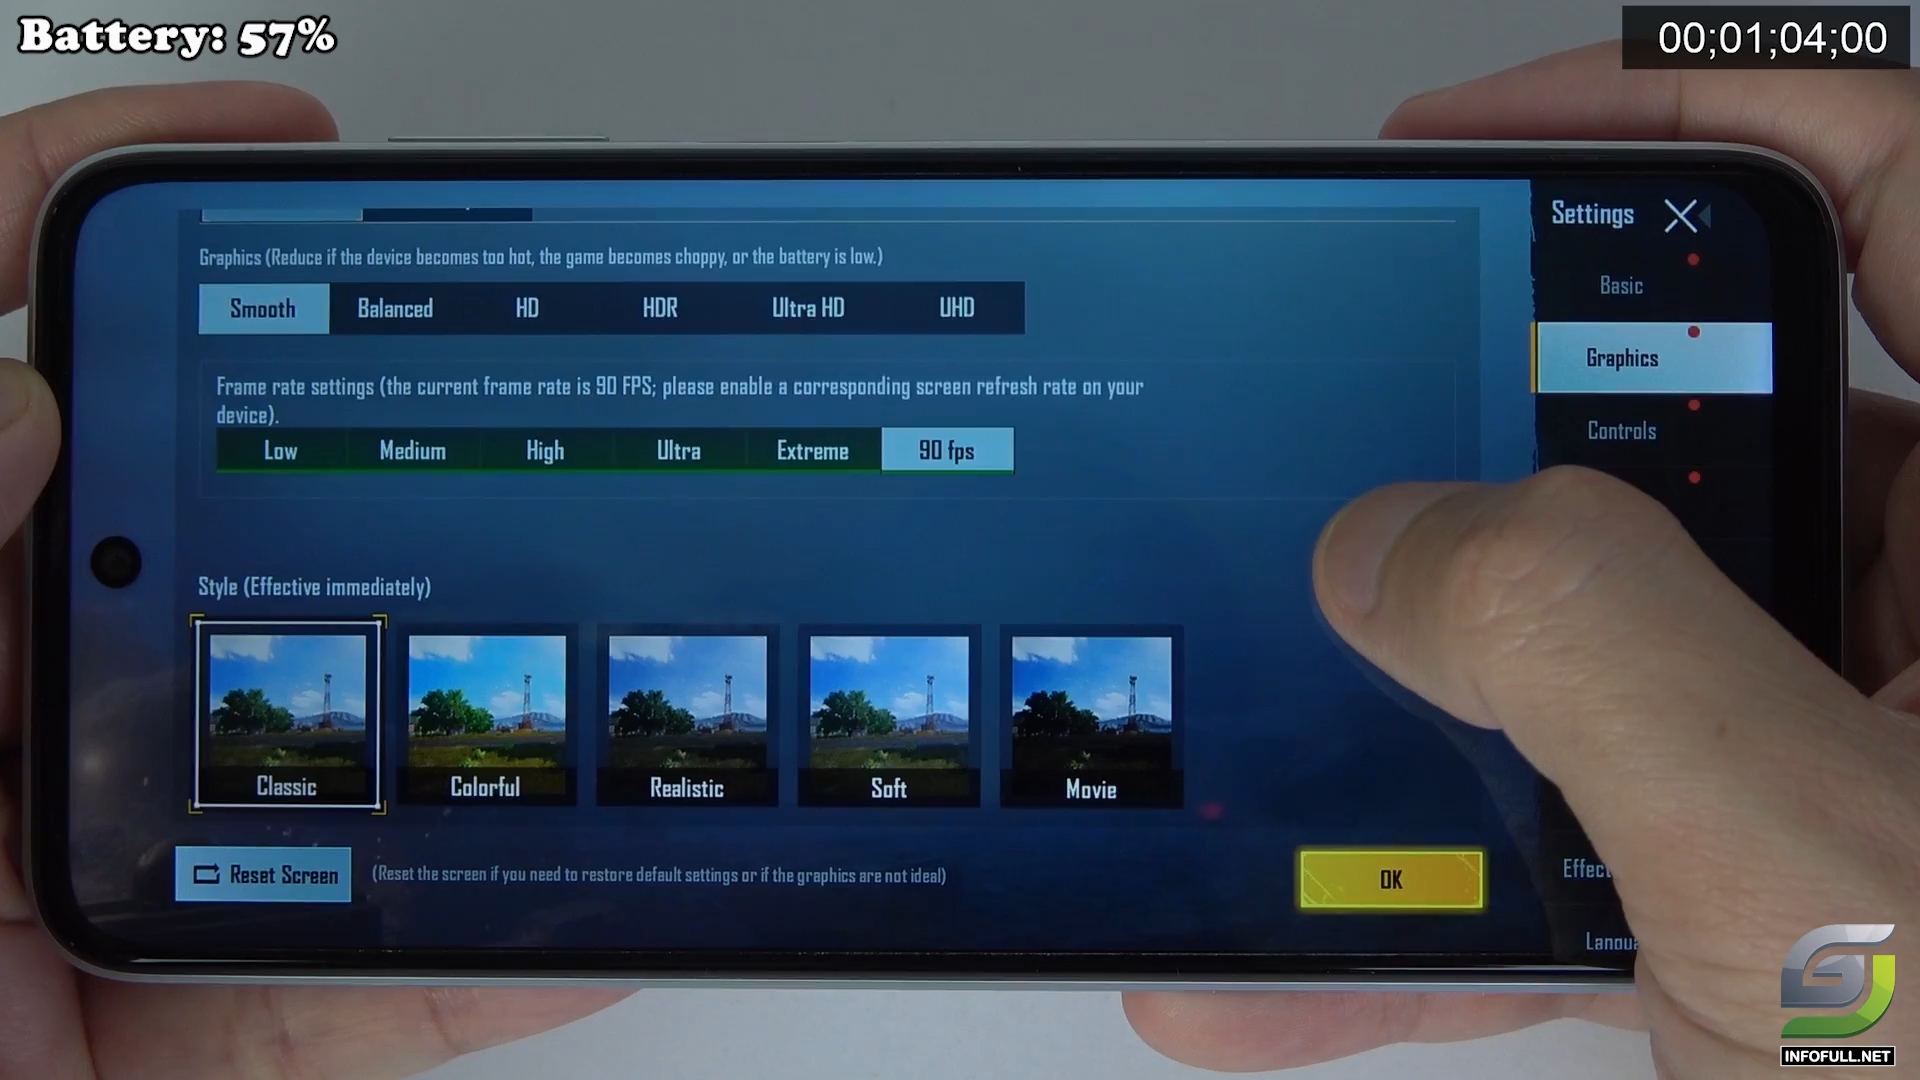 Battery: 57%
00;01;04;00
Settings
Graphics (Reduce if the device becomes too hot, the game becomes choppy, or the battery is low.)
Basic
Smooth Balanced HD HDR Ultra HD UHD
Graphics
Frame rate settings (the current frame rate is 90 FPS; please enable a corresponding screen refresh rate on your
device).
Controls
Low Medium High Ultra Extreme 90 fps
Style (Effective immediately)
Classic Colorful Realistic Soft Movie
Reset Screen (Reset the screen if you need to restore default settings or if the graphics are not ideal)
OK
Effec
Langua
INFOFULL.NET